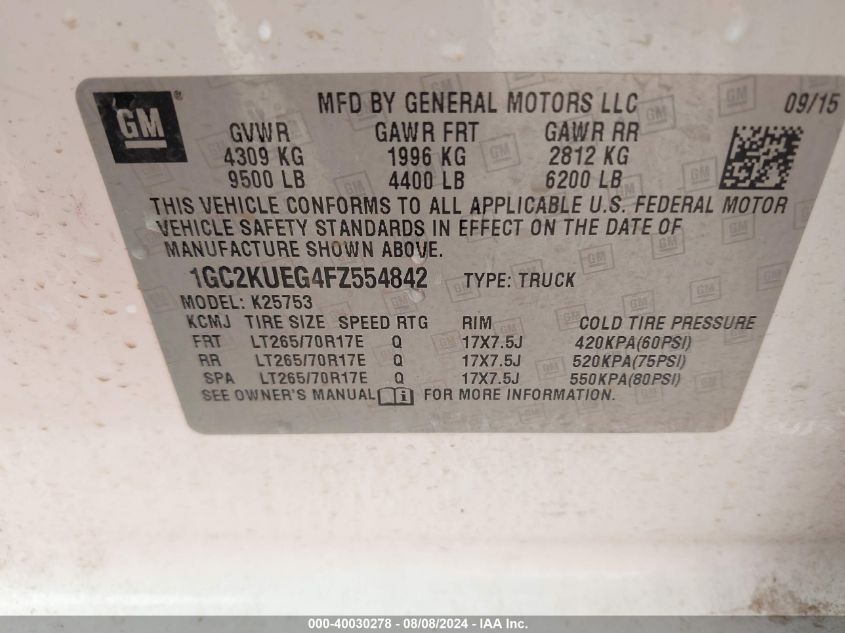 GM® MFD BY GENERAL MOTORS LLC 09/15
GVWR GAWR FRT GAWR RR
4309 KG 1996 KG 2812 KG
9500 LB 4400 LB 6200 LB
THIS VEHICLE CONFORMS TO ALL APPLICABLE U.S. FEDERAL MOTOR
VEHICLE SAFETY STANDARDS IN EFFECT ON THE DATE OF
MANUFACTURE SHOWN ABOVE.
1GC2KUEG4FZ554842 TYPE: TRUCK
MODEL: K25753
KCMJ TIRE SIZE SPEED RTG RIM COLD TIRE PRESSURE
FRT LT265/70R17E Q 17X7.5J 420KPA(60PSI)
RR LT265/70R17E Q 17X7.5J 520KPA(75PSI)
SPA LT265/70R17E Q 17X7.5J 550KPA(80PSI)
SEE OWNER'S MANUAL FOR MORE INFORMATION.
000-40030278 - 08/08/2024 - IAA Inc.